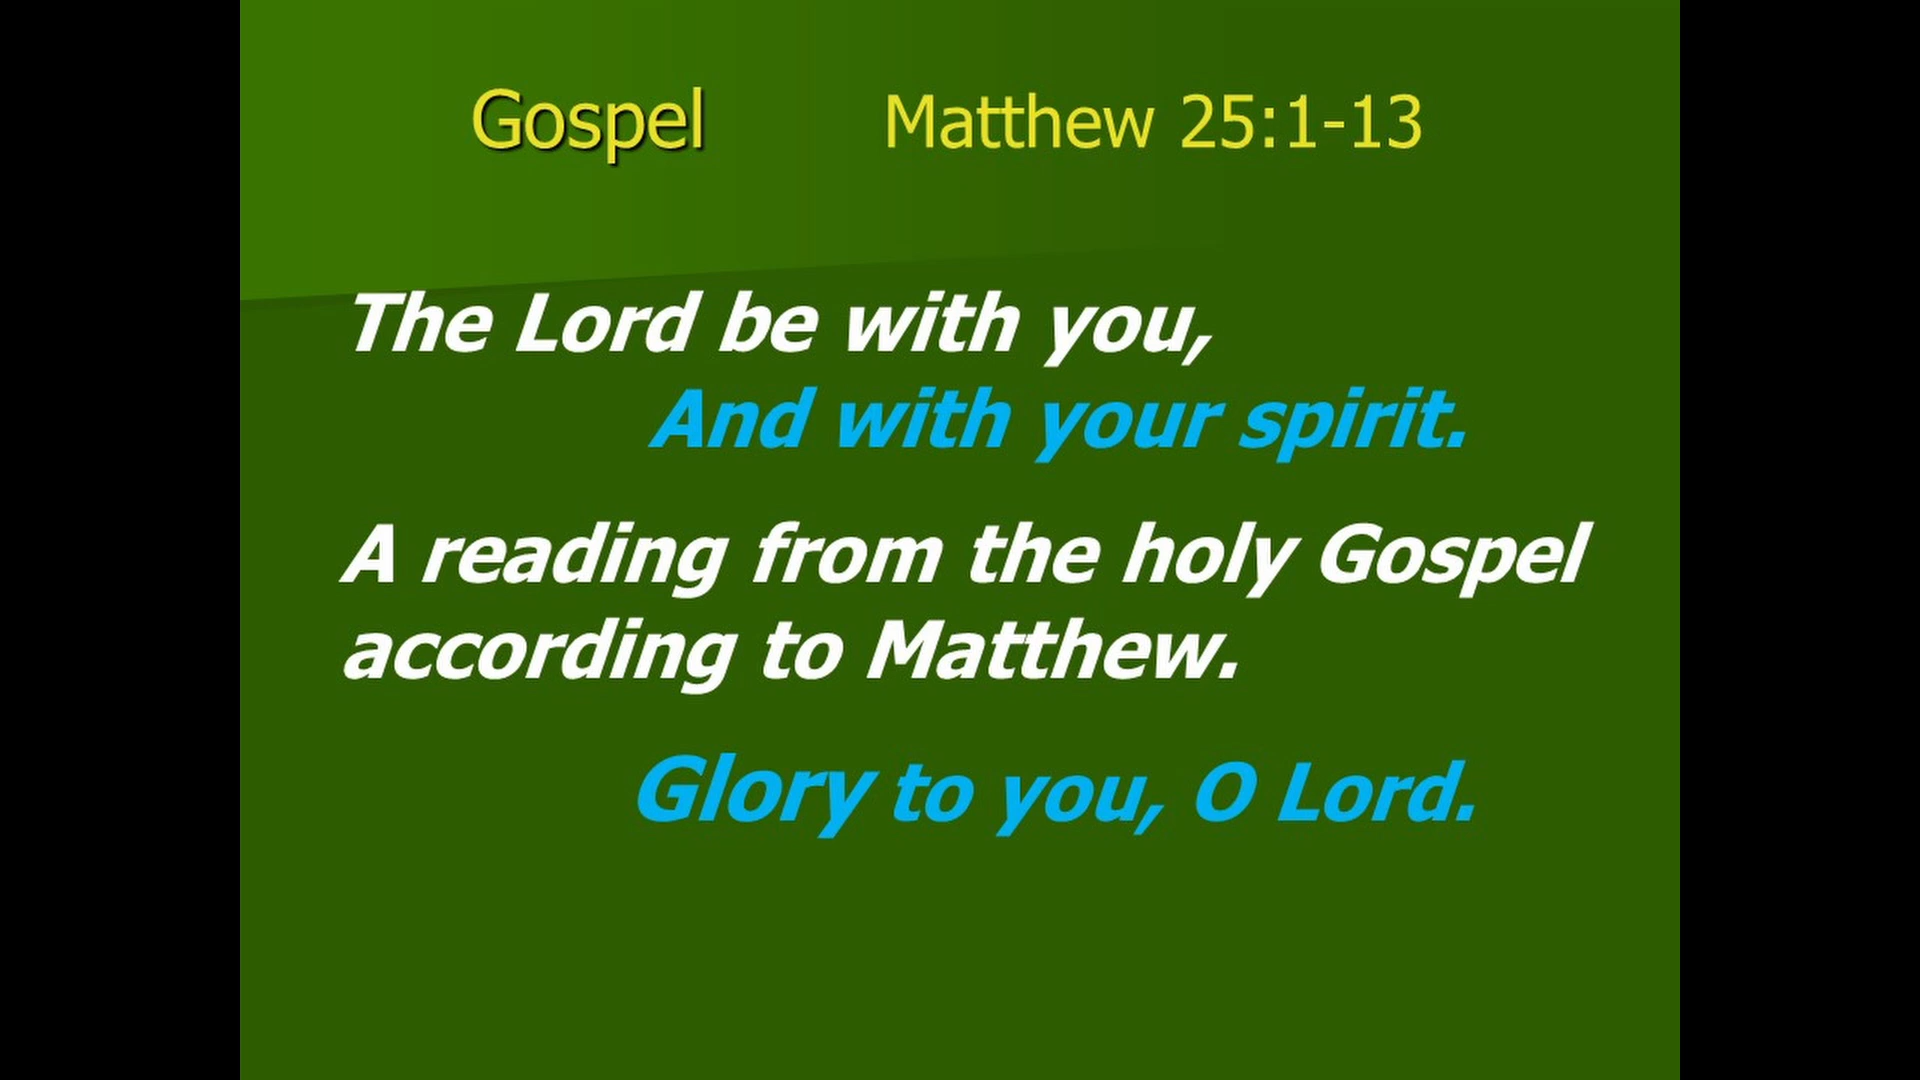 Gospel Matthew 25:1-13
The Lord be with you,
And with your spirit.
A reading from the holy Gospel
according to Matthew.
Glory to you, O Lord.